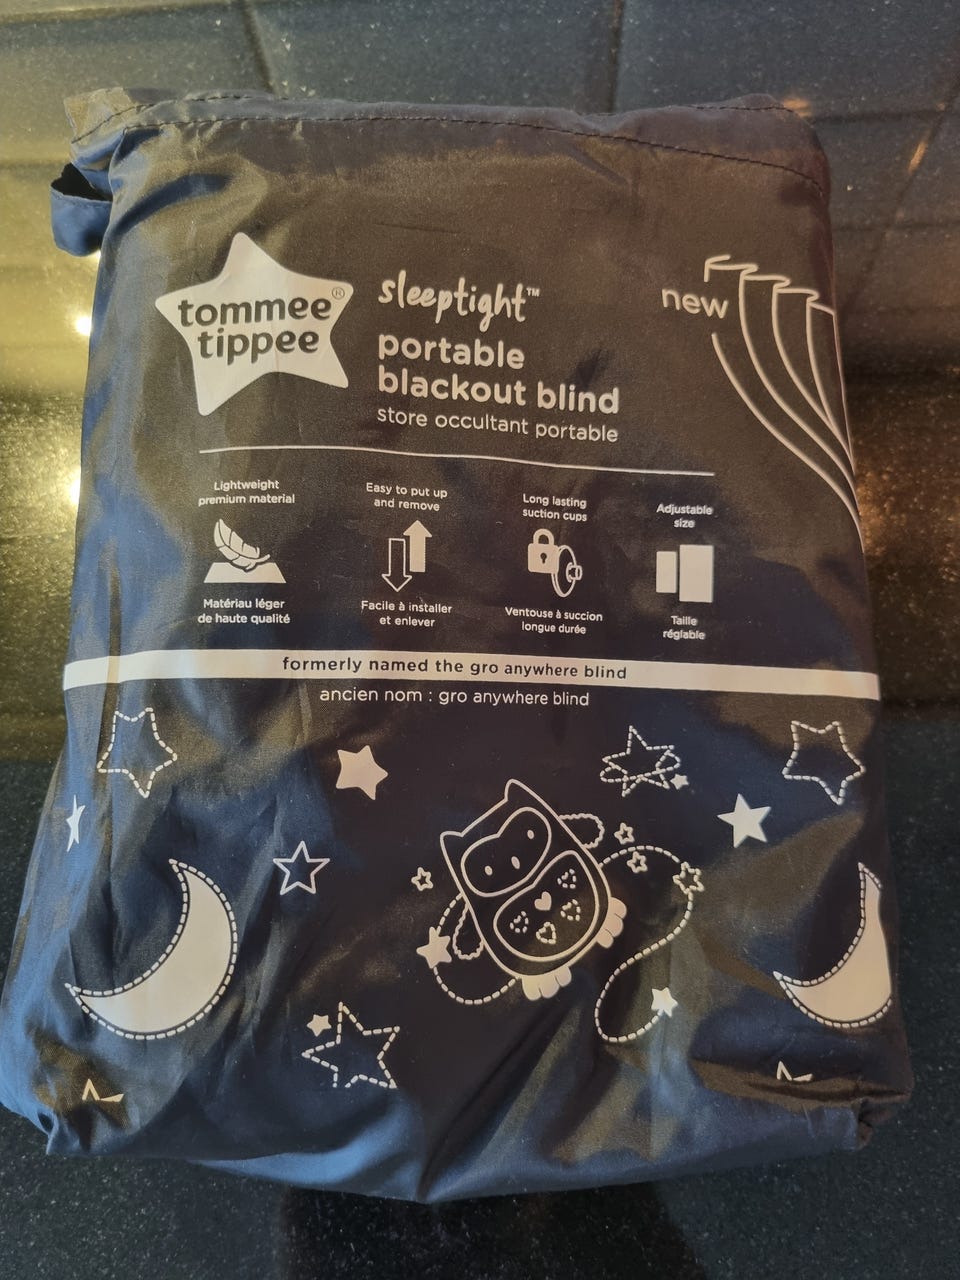 tommee®
tippee
sleeptight™
portable
blackout blind
store occultant portable
new
Lightweight
premium material
Matériau léger
de haute qualité
Easy to put up
and remove
Facile à installer
et enlever
Long lasting
suction cups
Ventouse à succion
longue durée
Adjustable
size
Taille
réglable
formerly named the gro anywhere blind
ancien nom : gro anywhere blind